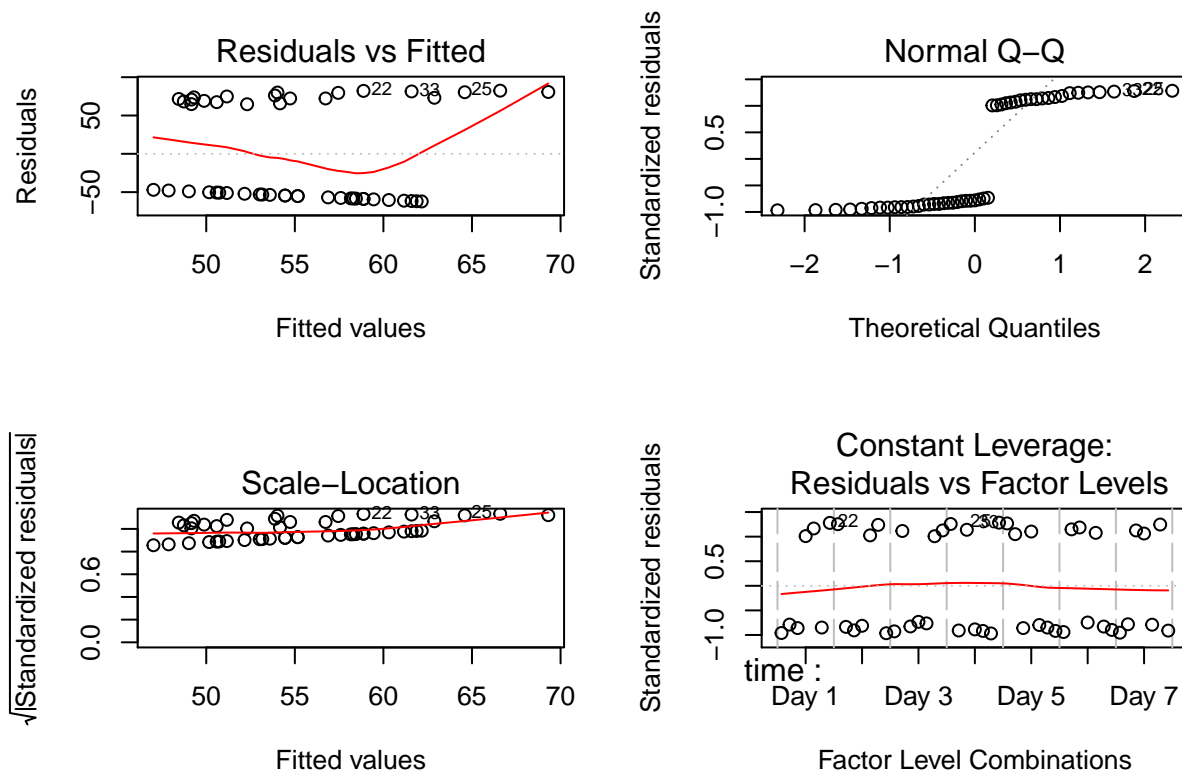 Residuals vs Fitted
Residuals
50
−50
22
33
25
50 55 60 65 70
Fitted values
Normal Q−Q
Standardized residuals
0.5
−1.0
−2 −1 0 1 2
Theoretical Quantiles
Scale−Location
√|Standardized residuals|
0.6
0.0
22
33
25
50 55 60 65 70
Fitted values
Constant Leverage:
Residuals vs Factor Levels
Standardized residuals
0.5
−1.0
22
time :
Day 1 Day 3 Day 5 Day 7
Factor Level Combinations